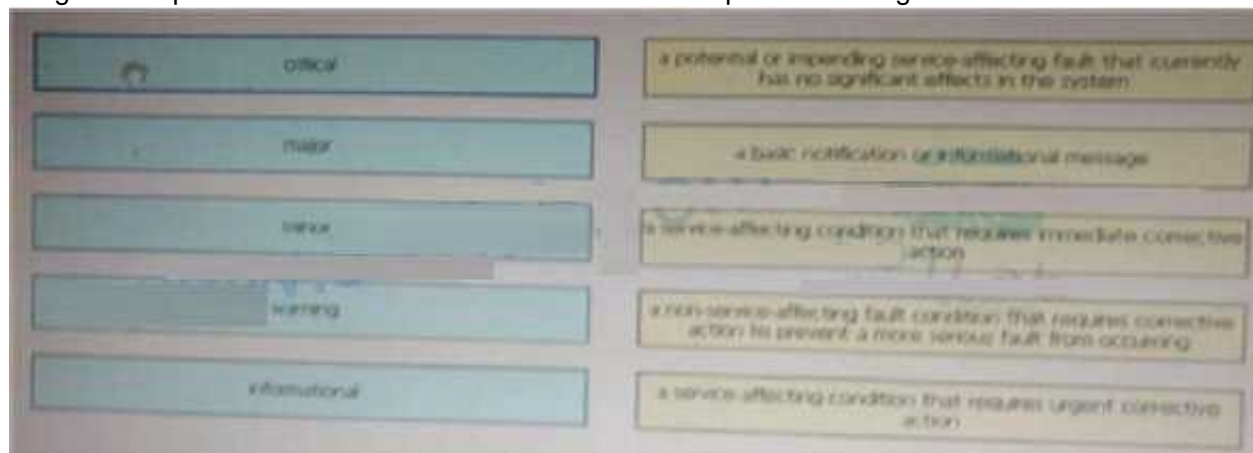 critical
major
minor
warning
informational
a potential or impending service-affecting fault that currently
has no significant effects in the system
a basic notification or informational message
a service-affecting condition that requires immediate corrective
action
a non-service-affecting fault condition that requires corrective
action to prevent a more serious fault from occurring
a service-affecting condition that requires urgent corrective
action